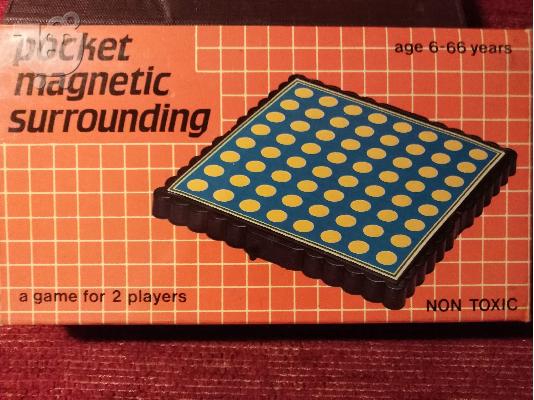 pocket
magnetic
surrounding
age 6-66 years
a game for 2 players
NON TOXIC